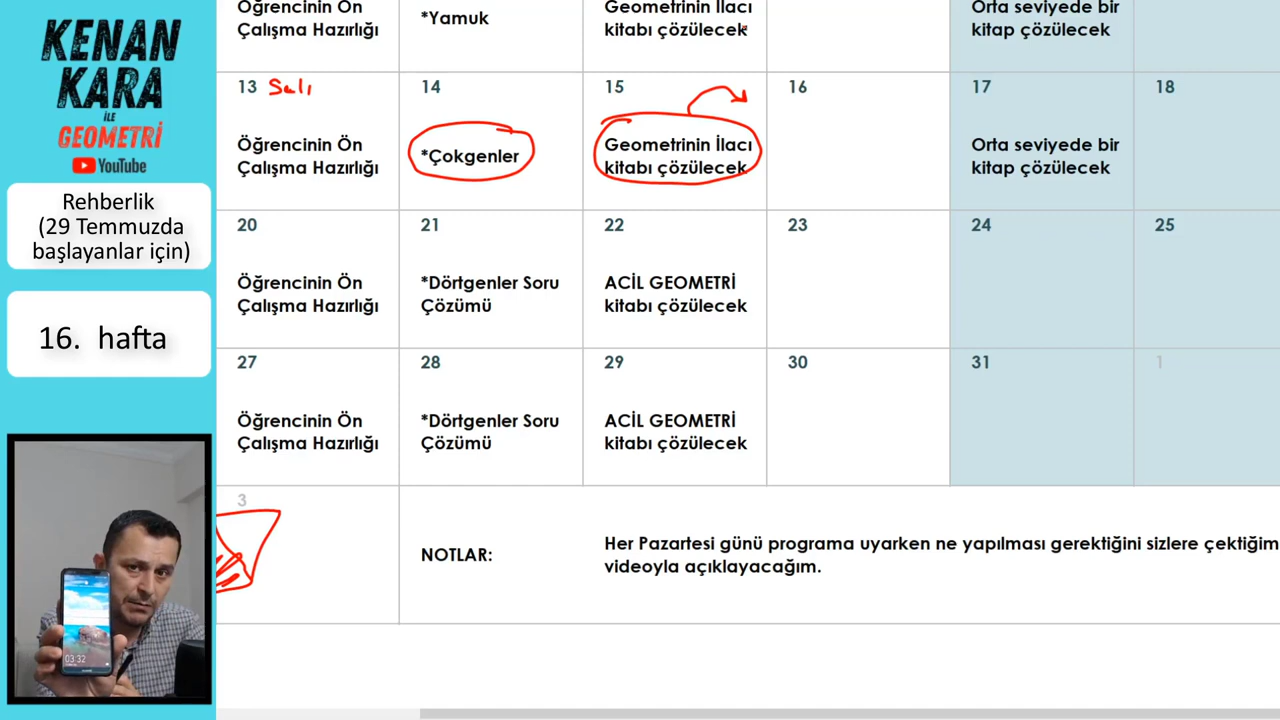 KENAN
KARA
İLE
GEOMETRİ
YouTube
Rehberlik
(29 Temmuzda
başlayanlar için)
16. hafta
Öğrencinin Ön
Çalışma Hazırlığı
*Yamuk
Geometrinin İlacı
kitabı çözülecek
Orta seviyede bir
kitap çözülecek
13 Salı
14
15
16
17
18
Öğrencinin Ön
Çalışma Hazırlığı
*Çokgenler
Geometrinin İlacı
kitabı çözülecek
Orta seviyede bir
kitap çözülecek
20
21
22
23
24
25
Öğrencinin Ön
Çalışma Hazırlığı
*Dörtgenler Soru
Çözümü
ACİL GEOMETRİ
kitabı çözülecek
27
28
29
30
31
1
Öğrencinin Ön
Çalışma Hazırlığı
*Dörtgenler Soru
Çözümü
ACİL GEOMETRİ
kitabı çözülecek
3
NOTLAR:
Her Pazartesi günü programa uyarken ne yapılması gerektiğini sizlere çektiğim
videoyla açıklayacağım.
03:32